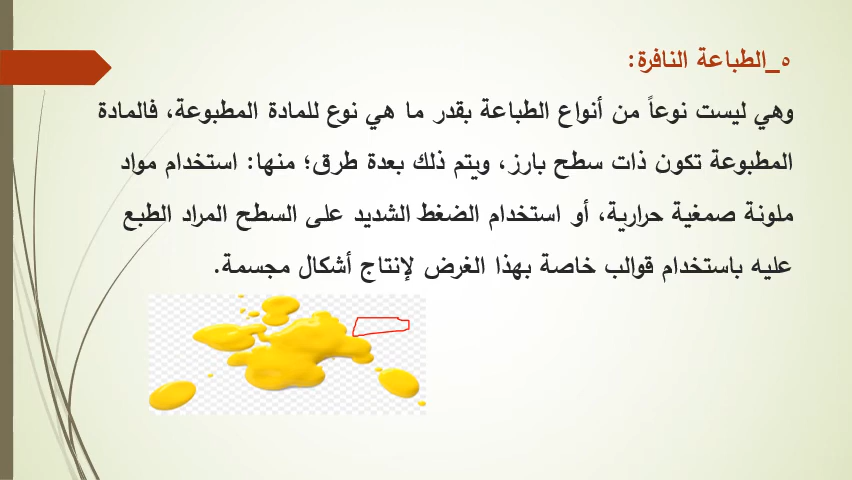 ٥_الطباعة النافرة:
وهي ليست نوعاً من أنواع الطباعة بقدر ما هي نوع للمادة المطبوعة، فالمادة
المطبوعة تكون ذات سطح بارز، ويتم ذلك بعدة طرق؛ منها: استخدام مواد
ملونة صمغية حرارية، أو استخدام الضغط الشديد على السطح المراد الطبع
عليه باستخدام قوالب خاصة بهذا الغرض لإنتاج أشكال مجسمة.